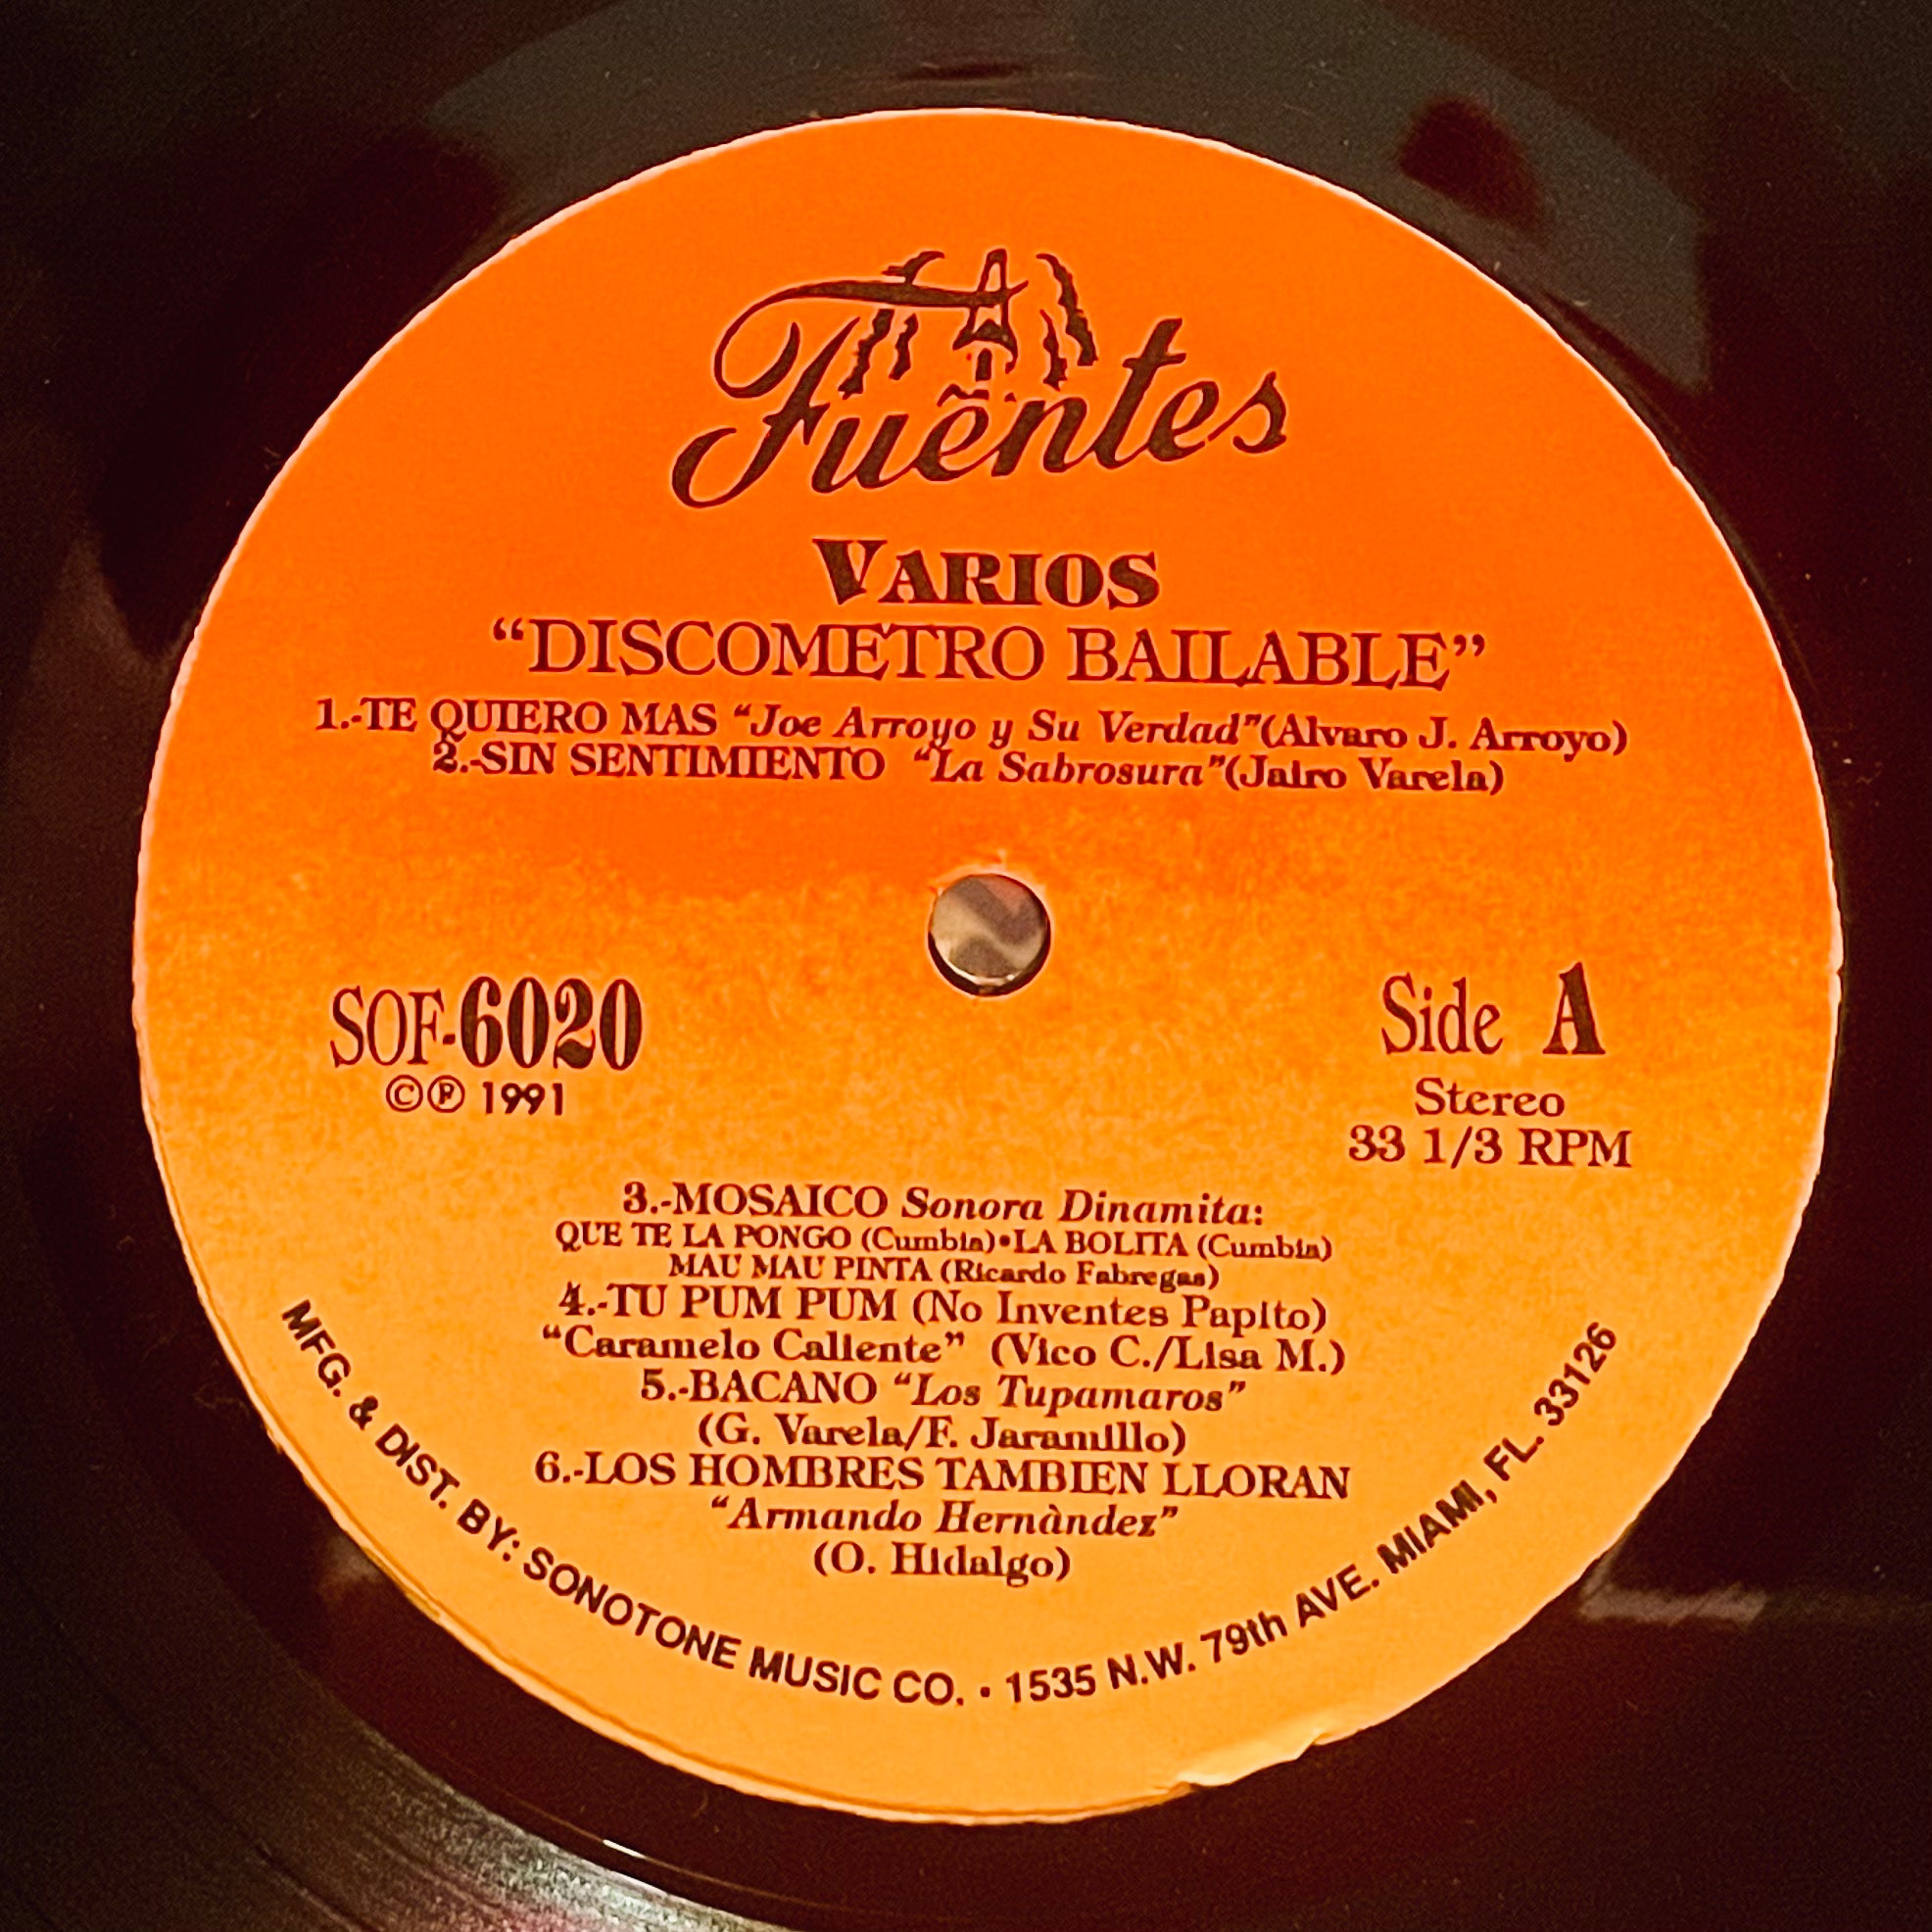 Fuentes
VARIOS
“DISCOMETRO BAILABLE”
1.-TE QUIERO MAS “Joe Arroyo y Su Verdad”(Alvaro J. Arroyo)
2.-SIN SENTIMIENTO “La Sabrosura”(Jairo Varela)
SOF-6020
©℗ 1991
Side A
Stereo
33 1/3 RPM
3.-MOSAICO Sonora Dinamita:
QUE TE LA PONGO (Cumbia)•LA BOLITA (Cumbia)
MAU MAU PINTA (Ricardo Fabregas)
4.-TU PUM PUM (No Inventes Papito)
“Caramelo Caliente” (Vico C./Lisa M.)
5.-BACANO “Los Tupamaros”
(G. Varela/F. Jaramillo)
6.-LOS HOMBRES TAMBIEN LLORAN
“Armando Hernàndez”
(O. Hidalgo)
MFG. & DIST. BY: SONOTONE MUSIC CO. • 1535 N.W. 79th AVE. MIAMI, FL. 33126